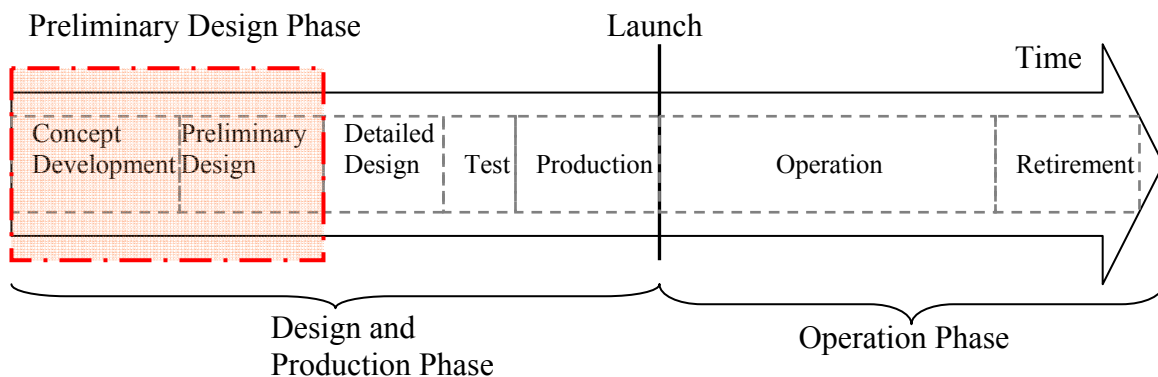 Preliminary Design Phase
Launch
Time
Concept
Development
Preliminary
Design
Detailed
Design
Test
Production
Operation
Retirement
Design and
Production Phase
Operation Phase